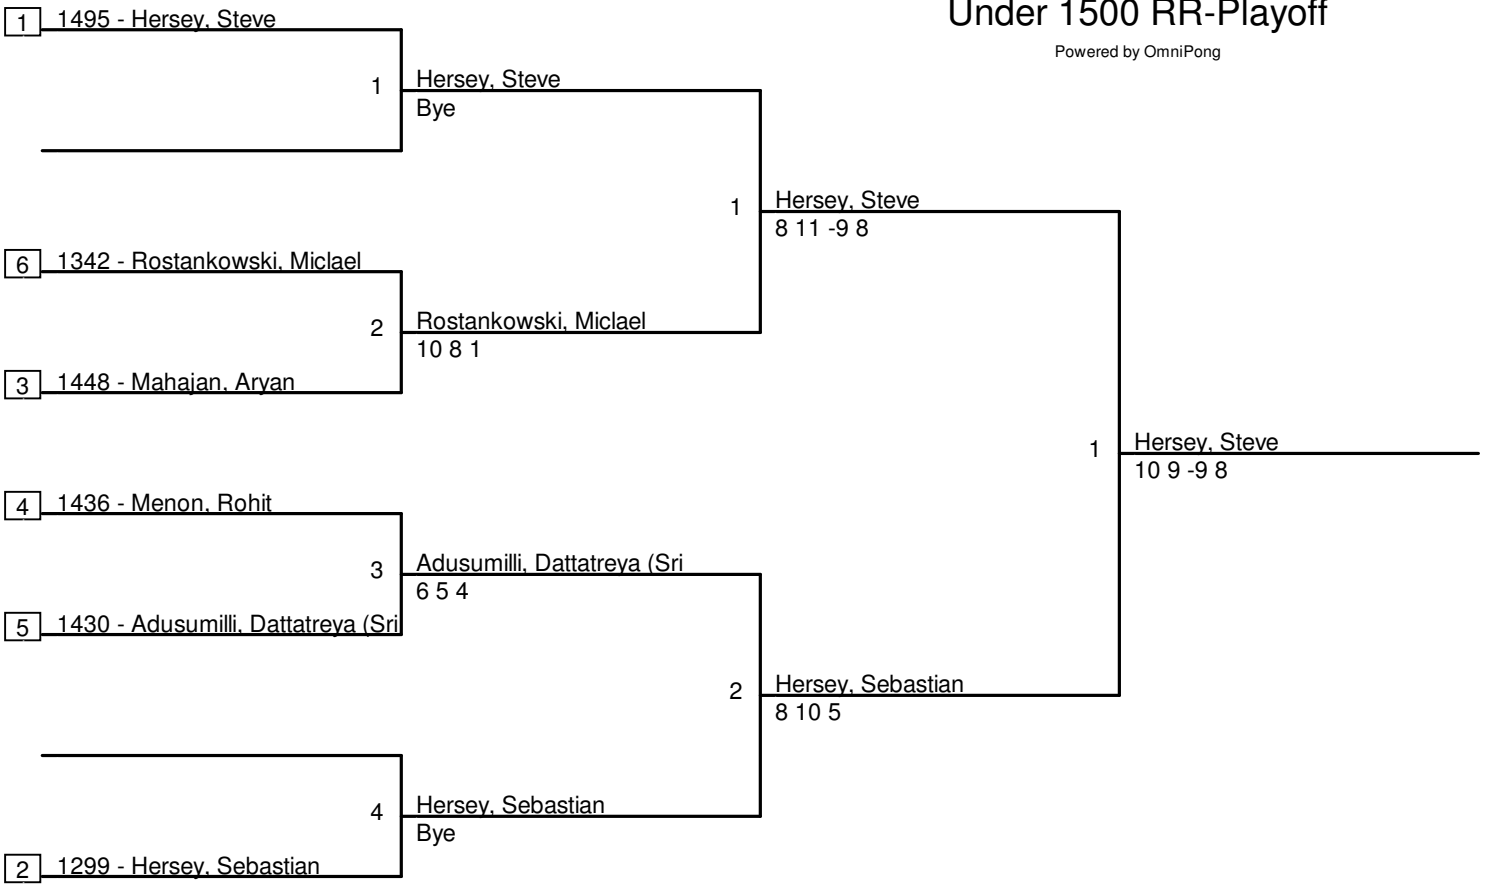 Under 1500 RR-Playoff
Powered by OmniPong
1 1495 - Hersey, Steve
1 Hersey, Steve
Bye
1 Hersey, Steve
8 11 -9 8
6 1342 - Rostankowski, Miclael
2 Rostankowski, Miclael
10 8 1
3 1448 - Mahajan, Aryan
1 Hersey, Steve
10 9 -9 8
4 1436 - Menon, Rohit
3 Adusumilli, Dattatreya (Sri
6 5 4
5 1430 - Adusumilli, Dattatreya (Sri
2 Hersey, Sebastian
8 10 5
4 Hersey, Sebastian
Bye
2 1299 - Hersey, Sebastian